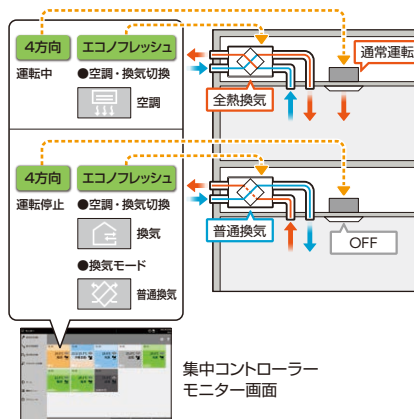 4方向
エコノフレッシュ
運転中
●空調・換気切換
空調
全熱換気
通常運転
4方向
エコノフレッシュ
運転停止
●空調・換気切換
換気
●換気モード
普通換気
普通換気
OFF
集中コントローラー
モニター画面